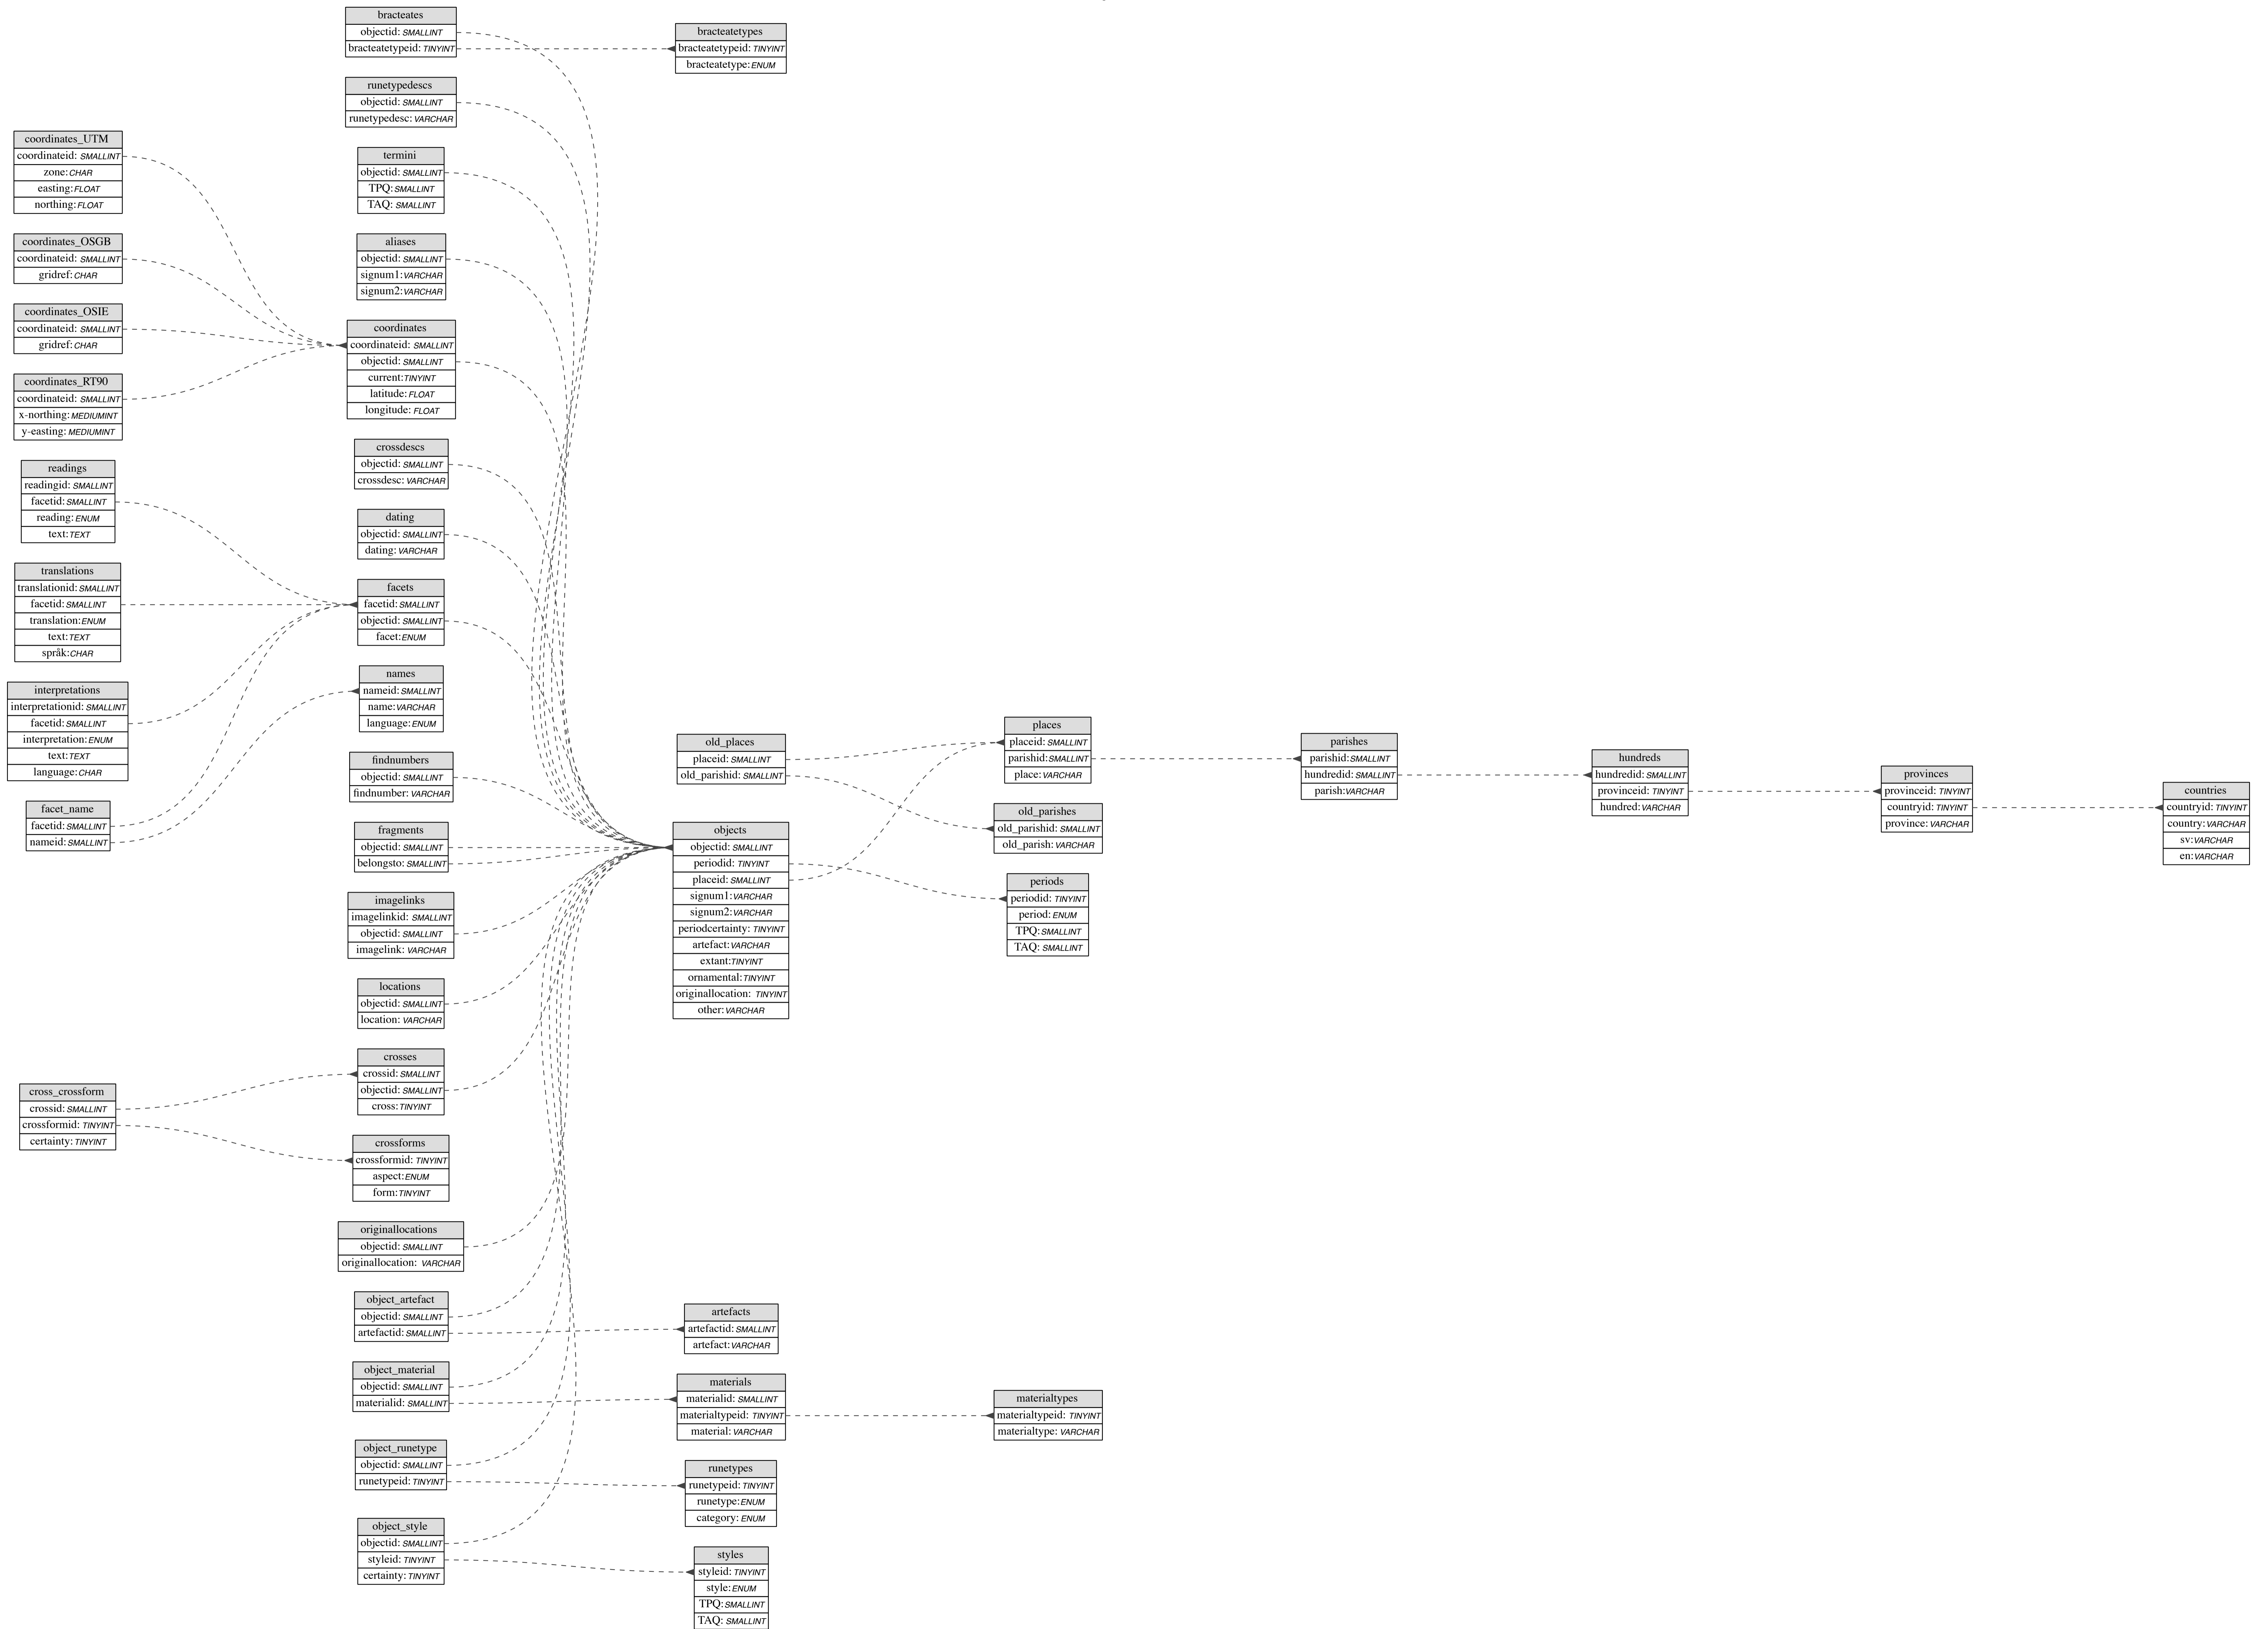 bracteates
objectid: SMALLINT
bracteatetypeid: TINYINT
bracteatetypes
bracteatetypeid: TINYINT
bracteatetype: ENUM
runetypedescs
objectid: SMALLINT
runetypedesc: VARCHAR
coordinates_UTM
coordinateid: SMALLINT
zone: CHAR
easting: FLOAT
northing: FLOAT
termini
objectid: SMALLINT
TPQ: SMALLINT
TAQ: SMALLINT
coordinates_OSGB
coordinateid: SMALLINT
gridref: CHAR
aliases
objectid: SMALLINT
signum1: VARCHAR
signum2: VARCHAR
coordinates_OSIE
coordinateid: SMALLINT
gridref: CHAR
coordinates
coordinateid: SMALLINT
objectid: SMALLINT
current: TINYINT
latitude: FLOAT
longitude: FLOAT
coordinates_RT90
coordinateid: SMALLINT
x-northing: MEDIUMINT
y-easting: MEDIUMINT
crossdescs
objectid: SMALLINT
crossdesc: VARCHAR
readings
readingid: SMALLINT
facetid: SMALLINT
reading: ENUM
text: TEXT
dating
objectid: SMALLINT
dating: VARCHAR
translations
translationid: SMALLINT
facetid: SMALLINT
translation: ENUM
text: TEXT
språk: CHAR
facets
facetid: SMALLINT
objectid: SMALLINT
facet: ENUM
names
nameid: SMALLINT
name: VARCHAR
language: ENUM
interpretations
interpretationid: SMALLINT
facetid: SMALLINT
interpretation: ENUM
text: TEXT
language: CHAR
findnumbers
objectid: SMALLINT
findnumber: VARCHAR
facet_name
facetid: SMALLINT
nameid: SMALLINT
fragments
objectid: SMALLINT
belongsto: SMALLINT
imagelinks
imagelinkid: SMALLINT
objectid: SMALLINT
imagelink: VARCHAR
locations
objectid: SMALLINT
location: VARCHAR
crosses
crossid: SMALLINT
objectid: SMALLINT
cross: TINYINT
cross_crossform
crossid: SMALLINT
crossformid: TINYINT
certainty: TINYINT
crossforms
crossformid: TINYINT
aspect: ENUM
form: TINYINT
originallocations
objectid: SMALLINT
originallocation: VARCHAR
object_artefact
objectid: SMALLINT
artefactid: SMALLINT
object_material
objectid: SMALLINT
materialid: SMALLINT
object_runetype
objectid: SMALLINT
runetypeid: TINYINT
object_style
objectid: SMALLINT
styleid: TINYINT
certainty: TINYINT
old_places
placeid: SMALLINT
old_parishid: SMALLINT
objects
objectid: SMALLINT
periodid: TINYINT
placeid: SMALLINT
signum1: VARCHAR
signum2: VARCHAR
periodcertainty: TINYINT
artefact: VARCHAR
extant: TINYINT
ornamental: TINYINT
originallocation: TINYINT
other: VARCHAR
artefacts
artefactid: SMALLINT
artefact: VARCHAR
materials
materialid: SMALLINT
materialtypeid: TINYINT
material: VARCHAR
runetypes
runetypeid: TINYINT
runetype: ENUM
category: ENUM
styles
styleid: TINYINT
style: ENUM
TPQ: SMALLINT
TAQ: SMALLINT
places
placeid: SMALLINT
parishid: SMALLINT
place: VARCHAR
old_parishes
old_parishid: SMALLINT
old_parish: VARCHAR
periods
periodid: TINYINT
period: ENUM
TPQ: SMALLINT
TAQ: SMALLINT
materialtypes
materialtypeid: TINYINT
materialtype: VARCHAR
parishes
parishid: SMALLINT
hundredid: SMALLINT
parish: VARCHAR
hundreds
hundredid: SMALLINT
provinceid: TINYINT
hundred: VARCHAR
provinces
provinceid: TINYINT
countryid: TINYINT
province: VARCHAR
countries
countryid: TINYINT
country: VARCHAR
sv: VARCHAR
en: VARCHAR